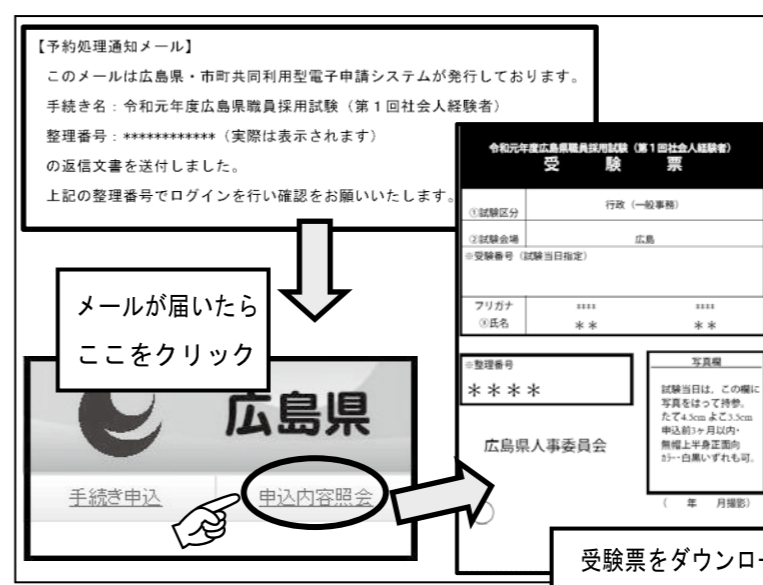 【予約処理通知メール】
このメールは広島県・市町共同利用型電子申請システムが発行しております。
手続き名：令和元年度広島県職員採用試験（第１回社会人経験者）
整理番号：************（実際は表示されます）
の返信文書を送付しました。
上記の整理番号でログインを行い確認をお願いいたします。
メールが届いたら
ここをクリック
広島県
手続き申込
申込内容照会
令和元年度広島県職員採用試験（第１回社会人経験者）
受 験 票
①試験区分 行政（一般事務）
②試験会場 広島
※受験番号（試験当日指定）
フリガナ **** ****
③氏名 ＊＊ ＊＊
※整理番号
＊＊＊＊
広島県人事委員会
写真欄
試験当日は、この欄に
写真をはって持参。
たて4.5cm よこ3.5cm
申込前3ヶ月以内・
無帽上半身正面向
ｶﾗｰ・白黒いずれも可。
（ 年 月撮影）
受験票をダウンロー